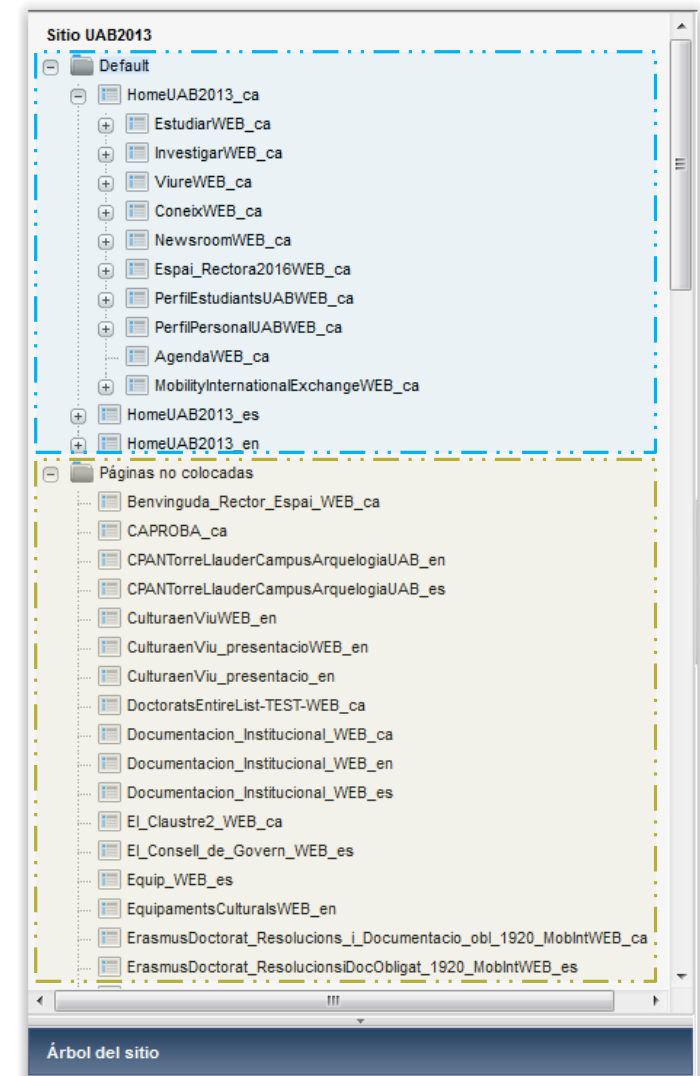 Sitio UAB2013
Default
HomeUAB2013_ca
EstudiarWEB_ca
InvestigarWEB_ca
ViureWEB_ca
ConeixWEB_ca
NewsroomWEB_ca
Espai_Rectora2016WEB_ca
PerfilEstudiantsUABWEB_ca
PerfilPersonalUABWEB_ca
AgendaWEB_ca
MobilityInternationalExchangeWEB_ca
HomeUAB2013_es
HomeUAB2013_en
Páginas no colocadas
Benvinguda_Rector_Espai_WEB_ca
CAPROBA_ca
CPANTorreLlauderCampusArquelogiaUAB_en
CPANTorreLlauderCampusArquelogiaUAB_es
CulturaenViuWEB_en
CulturaenViu_presentacioWEB_en
CulturaenViu_presentacio_en
DoctoratsEntireList-TEST-WEB_ca
Documentacion_Institucional_WEB_ca
Documentacion_Institucional_WEB_en
Documentacion_Institucional_WEB_es
El_Claustre2_WEB_ca
El_Consell_de_Govern_WEB_es
Equip_WEB_es
EquipamentsCulturalsWEB_en
ErasmusDoctorat_Resolucions_i_Documentacio_obl_1920_MobIntWEB_ca
ErasmusDoctorat_ResolucionsiDocObligat_1920_MobIntWEB_es
Árbol del sitio